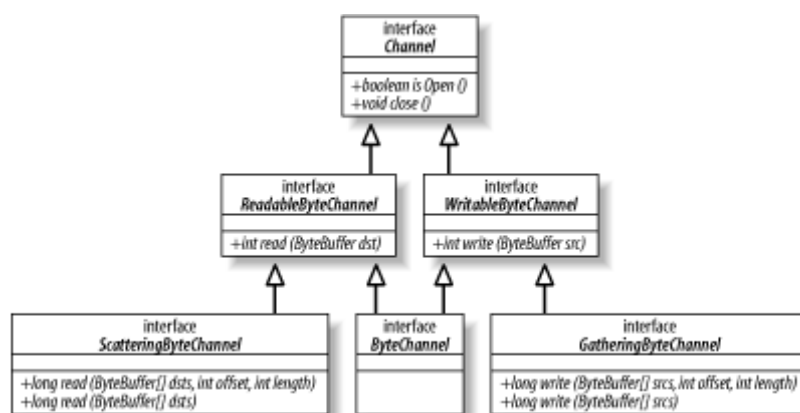 interface
Channel
+boolean is Open ()
+void close ()
interface
ReadableByteChannel
+int read (ByteBuffer dst)
interface
WritableByteChannel
+int write (ByteBuffer src)
interface
ScatteringByteChannel
+long read (ByteBuffer[] dsts, int offset, int length)
+long read (ByteBuffer[] dsts)
interface
ByteChannel
interface
GatheringByteChannel
+long write (ByteBuffer[] srcs, int offset, int length)
+long write (ByteBuffer[] srcs)